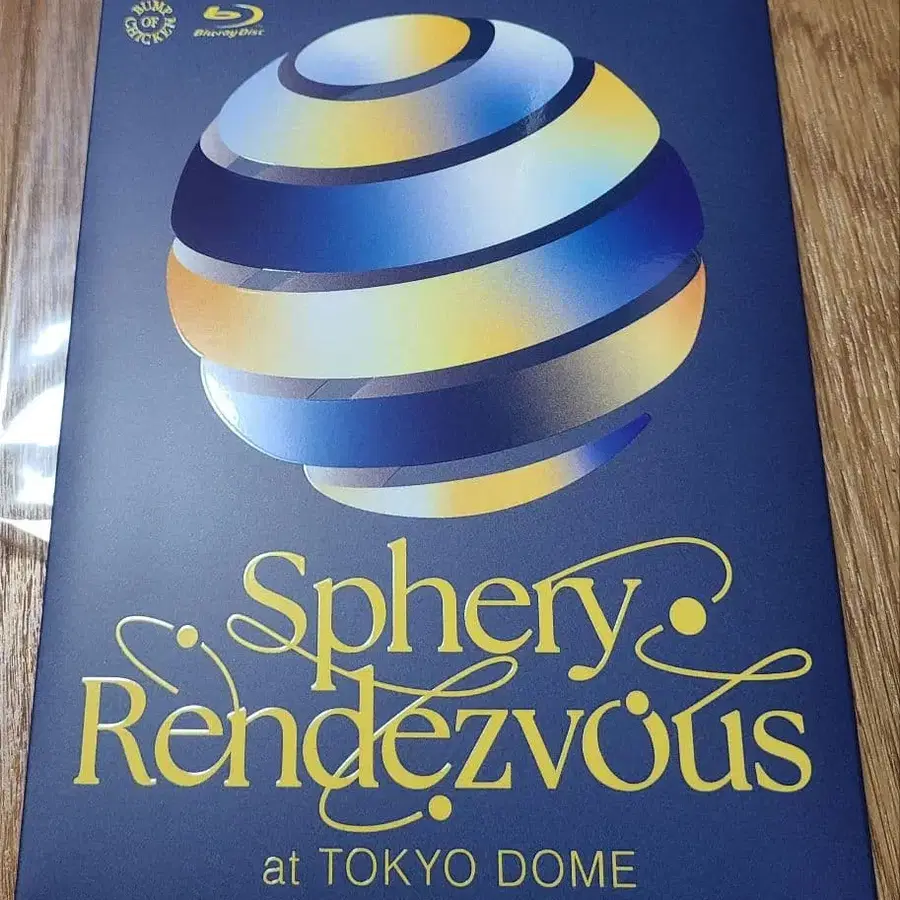 BUMP
OF
CHICKEN
Blu-ray Disc
Sphery
Rendezvous
at TOKYO DOME